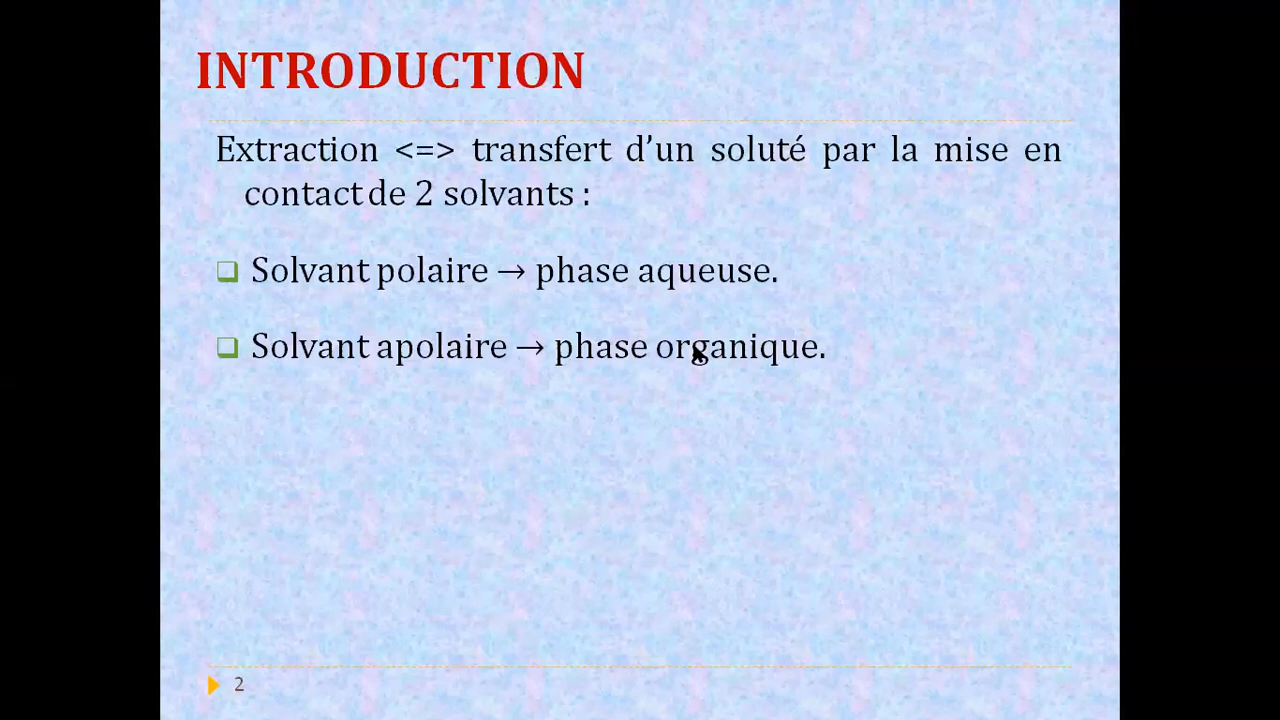 INTRODUCTION
Extraction <=> transfert d’un soluté par la mise en
contact de 2 solvants :
❑ Solvant polaire → phase aqueuse.
❑ Solvant apolaire → phase organique.
2